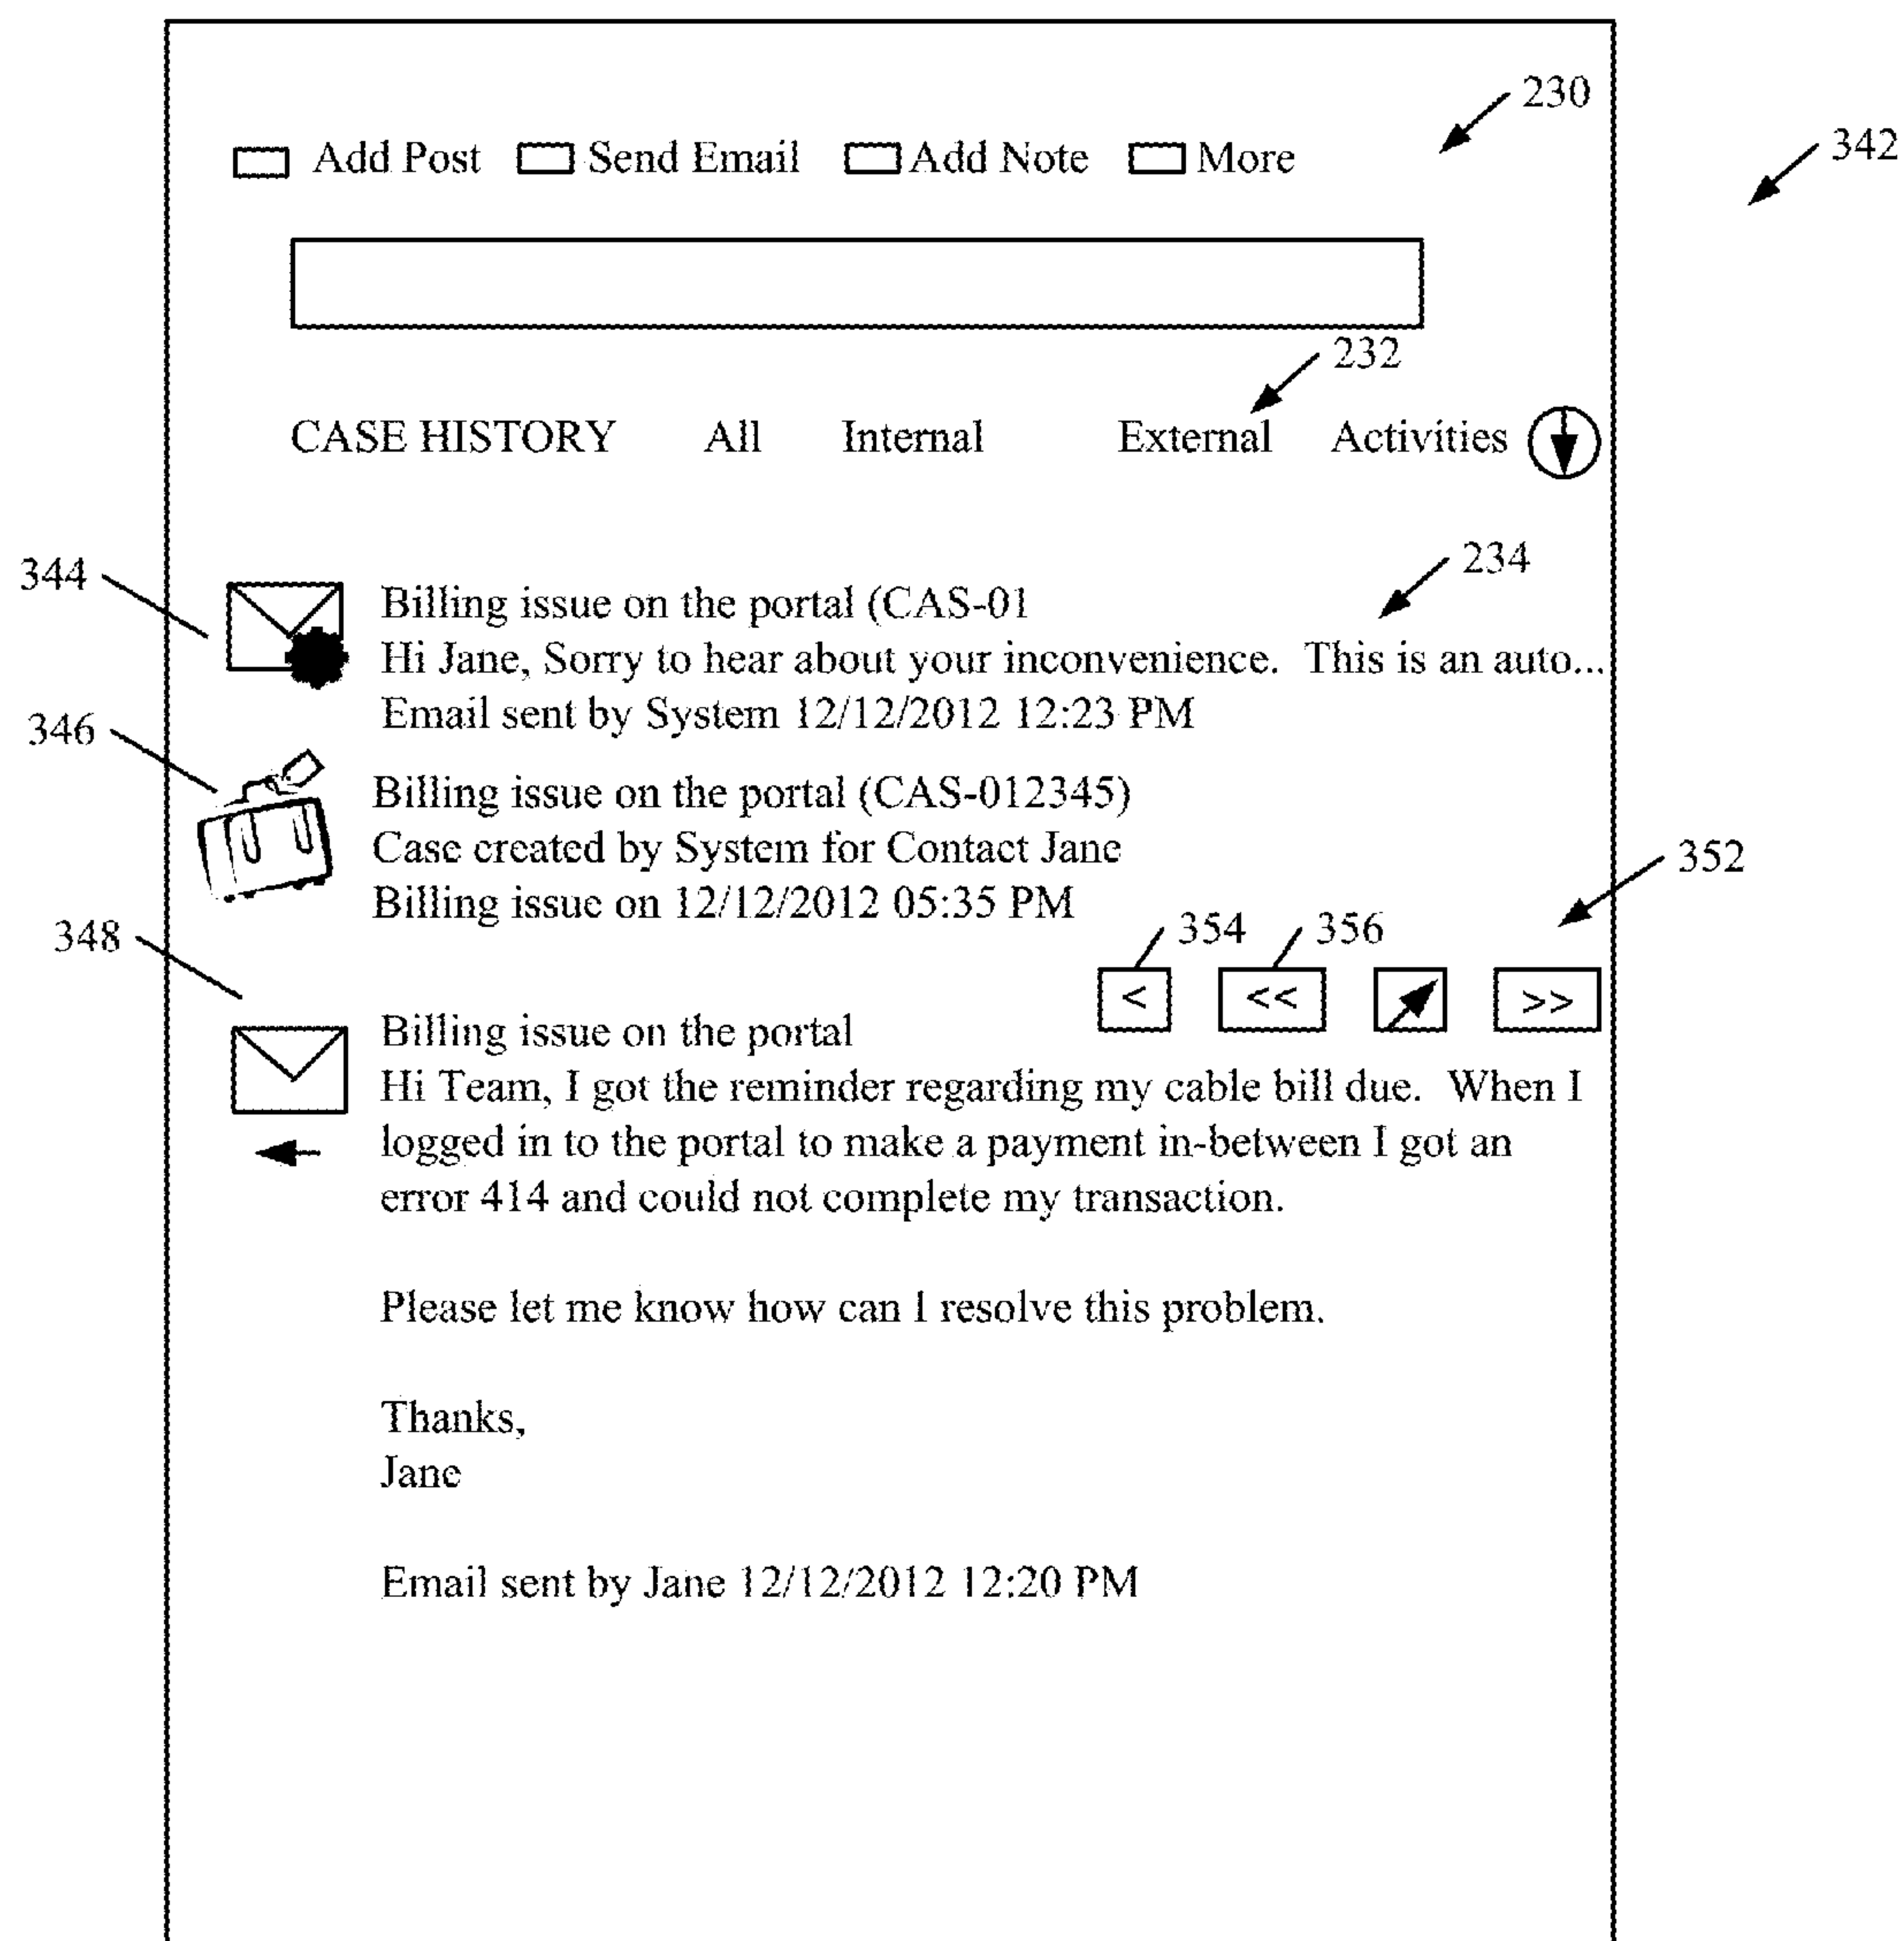 230
342
Add Post Send Email Add Note More
232
CASE HISTORY All Internal External Activities
234
344
Billing issue on the portal (CAS-01
Hi Jane, Sorry to hear about your inconvenience. This is an auto...
Email sent by System 12/12/2012 12:23 PM
346
Billing issue on the portal (CAS-012345)
Case created by System for Contact Jane
Billing issue on 12/12/2012 05:35 PM
352
348
354 356
< << >>
Billing issue on the portal
Hi Team, I got the reminder regarding my cable bill due. When I
logged in to the portal to make a payment in-between I got an
error 414 and could not complete my transaction.
Please let me know how can I resolve this problem.
Thanks,
Jane
Email sent by Jane 12/12/2012 12:20 PM